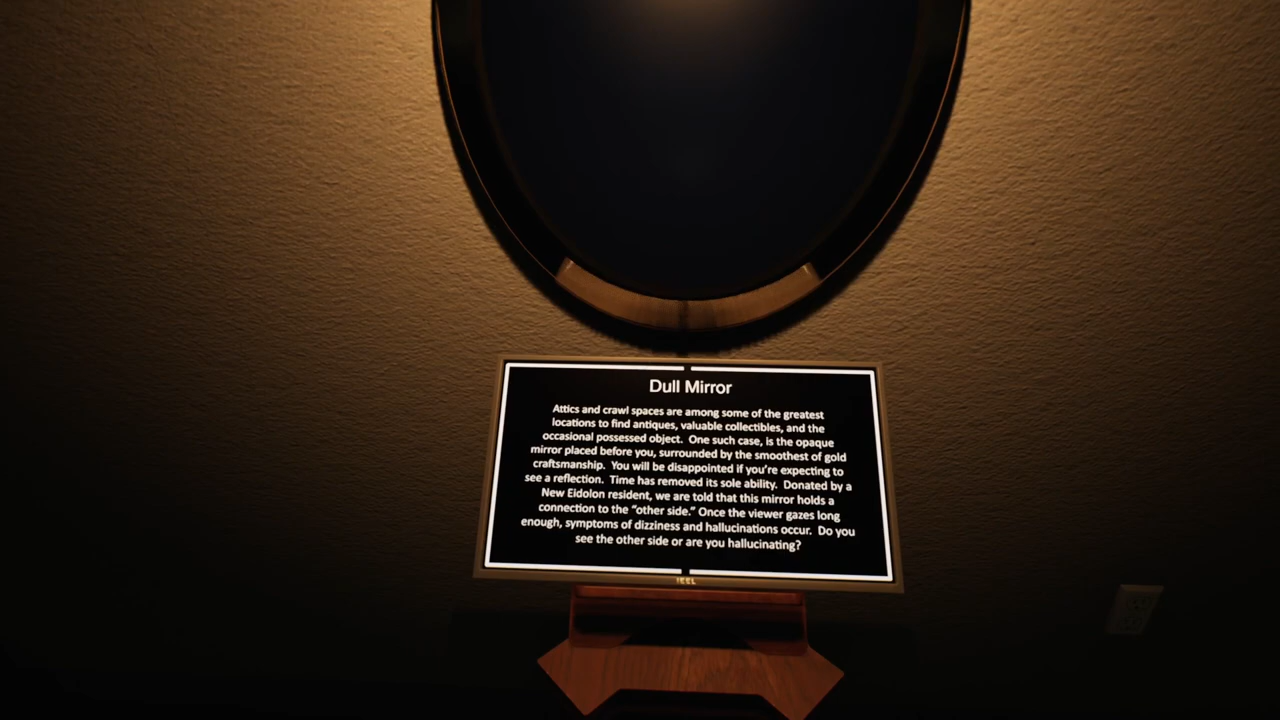 Dull Mirror
Attics and crawl spaces are among some of the greatest
locations to find antiques, valuable collectibles, and the
occasional possessed object.  One such case, is the opaque
mirror placed before you, surrounded by the smoothest of gold
craftsmanship.  You will be disappointed if you're expecting to
see a reflection.  Time has removed its sole ability.  Donated by a
New Eidolon resident, we are told that this mirror holds a
connection to the “other side.” Once the viewer gazes long
enough, symptoms of dizziness and hallucinations occur.  Do you
see the other side or are you hallucinating?